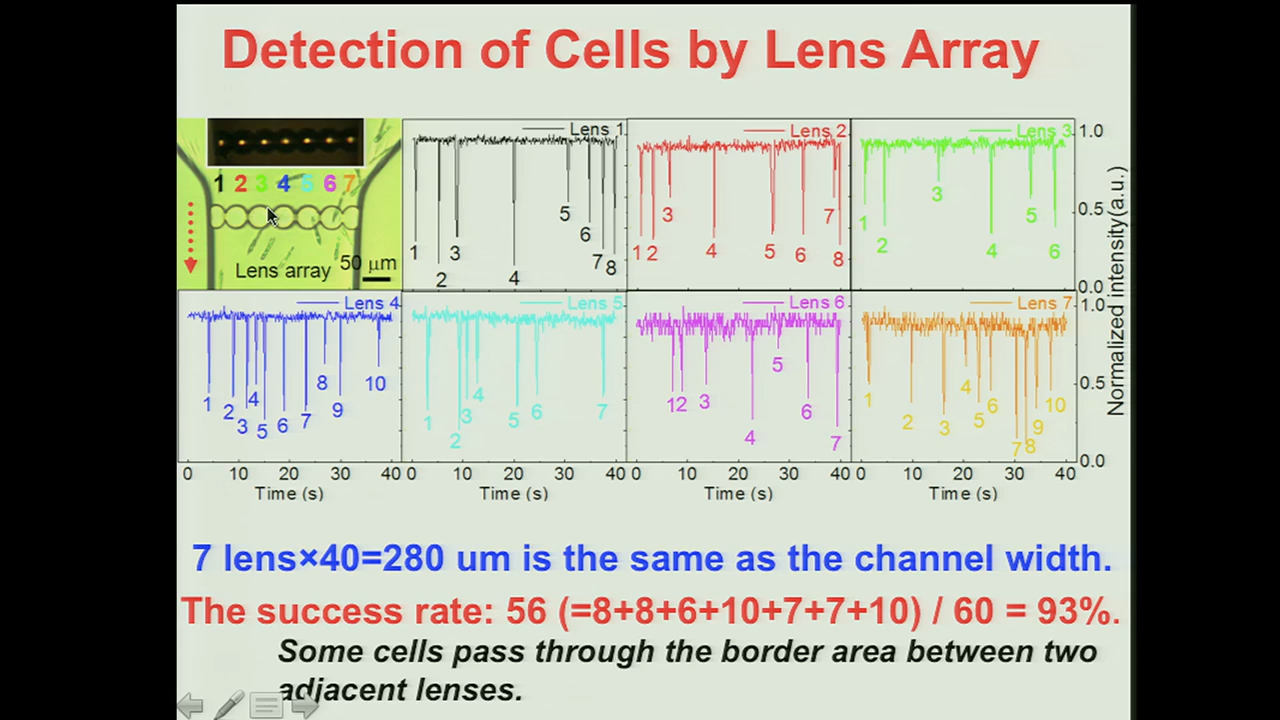 Detection of Cells by Lens Array
1 2 3 4 5 6 7
Lens array
50 μm
Lens 1
1 2 3 4 5 6 7 8
Lens 2
1 2 3 4 5 6 7 8
Lens 3
1 2 3 4 5 6
1.0
0.5
0.0
Lens 4
1 2 3 4 5 6 7 8 9 10
Lens 5
1 2 3 4 5 6 7
Lens 6
1 2 3 4 5 6 7
Lens 7
1 2 3 4 5 6 7 8 9 10
1.0
0.5
0.0
Normalized intensity(a.u.)
0 10 20 30 40
0 10 20 30 40
0 10 20 30 40
0 10 20 30 40
Time (s)
Time (s)
Time (s)
Time (s)
7 lens×40=280 um is the same as the channel width.
The success rate: 56 (=8+8+6+10+7+7+10) / 60 = 93%.
Some cells pass through the border area between two
adjacent lenses.